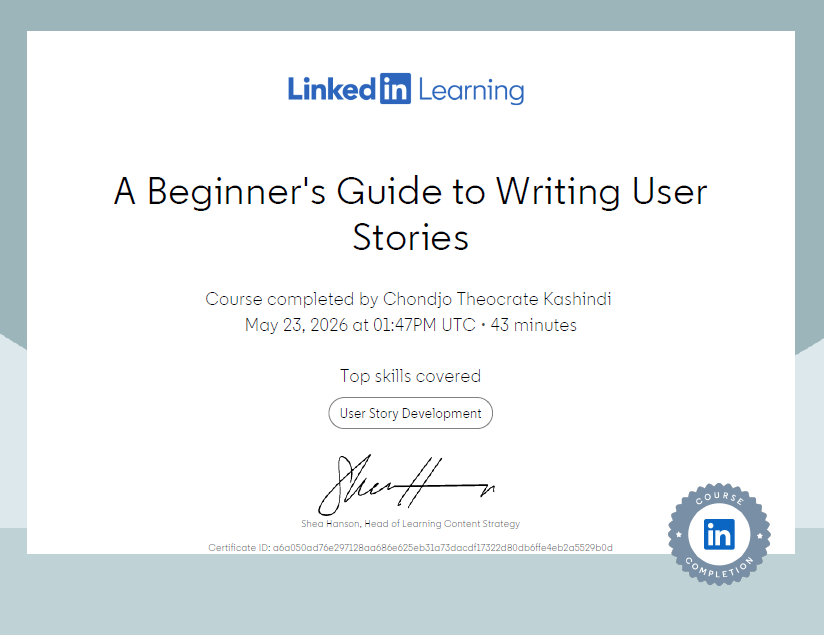 LinkedIn Learning
A Beginner's Guide to Writing User
Stories
Course completed by Chondjo Theocrate Kashindi
May 23, 2026 at 01:47PM UTC • 43 minutes
Top skills covered
User Story Development
Shea Hanson, Head of Learning Content Strategy
Certificate ID: a6a050ad76e297128aa686e625eb31a73dacdf17322d80db6ffe4eb2a5529b0d
COURSE
in
COMPLETION